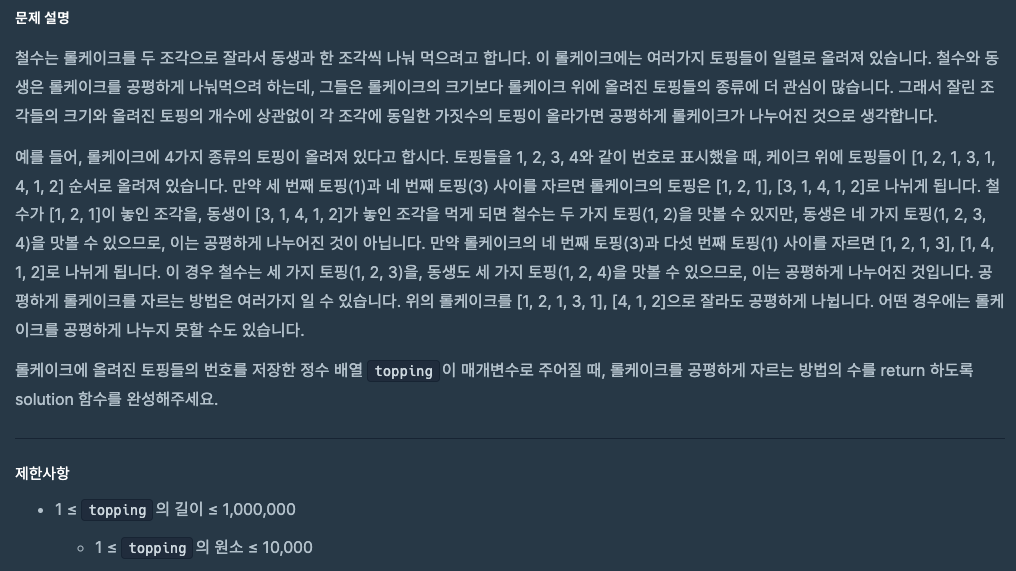 문제 설명
철수는 롤케이크를 두 조각으로 잘라서 동생과 한 조각씩 나눠 먹으려고 합니다. 이 롤케이크에는 여러가지 토핑들이 일렬로 올려져 있습니다. 철수와 동
생은 롤케이크를 공평하게 나눠먹으려 하는데, 그들은 롤케이크의 크기보다 롤케이크 위에 올려진 토핑들의 종류에 더 관심이 많습니다. 그래서 잘린 조
각들의 크기와 올려진 토핑의 개수에 상관없이 각 조각에 동일한 가짓수의 토핑이 올라가면 공평하게 롤케이크가 나누어진 것으로 생각합니다.
예를 들어, 롤케이크에 4가지 종류의 토핑이 올려져 있다고 합시다. 토핑들을 1, 2, 3, 4와 같이 번호로 표시했을 때, 케이크 위에 토핑들이 [1, 2, 1, 3, 1,
4, 1, 2] 순서로 올려져 있습니다. 만약 세 번째 토핑(1)과 네 번째 토핑(3) 사이를 자르면 롤케이크의 토핑은 [1, 2, 1], [3, 1, 4, 1, 2]로 나뉘게 됩니다. 철
수가 [1, 2, 1]이 놓인 조각을, 동생이 [3, 1, 4, 1, 2]가 놓인 조각을 먹게 되면 철수는 두 가지 토핑(1, 2)을 맛볼 수 있지만, 동생은 네 가지 토핑(1, 2, 3,
4)을 맛볼 수 있으므로, 이는 공평하게 나누어진 것이 아닙니다. 만약 롤케이크의 네 번째 토핑(3)과 다섯 번째 토핑(1) 사이를 자르면 [1, 2, 1, 3], [1, 4,
1, 2]로 나뉘게 됩니다. 이 경우 철수는 세 가지 토핑(1, 2, 3)을, 동생도 세 가지 토핑(1, 2, 4)을 맛볼 수 있으므로, 이는 공평하게 나누어진 것입니다. 공
평하게 롤케이크를 자르는 방법은 여러가지 일 수 있습니다. 위의 롤케이크를 [1, 2, 1, 3, 1], [4, 1, 2]으로 잘라도 공평하게 나뉩니다. 어떤 경우에는 롤케
이크를 공평하게 나누지 못할 수도 있습니다.
롤케이크에 올려진 토핑들의 번호를 저장한 정수 배열 topping이 매개변수로 주어질 때, 롤케이크를 공평하게 자르는 방법의 수를 return 하도록
solution 함수를 완성해주세요.
제한사항
• 1 ≤ topping의 길이 ≤ 1,000,000
◦ 1 ≤ topping의 원소 ≤ 10,000